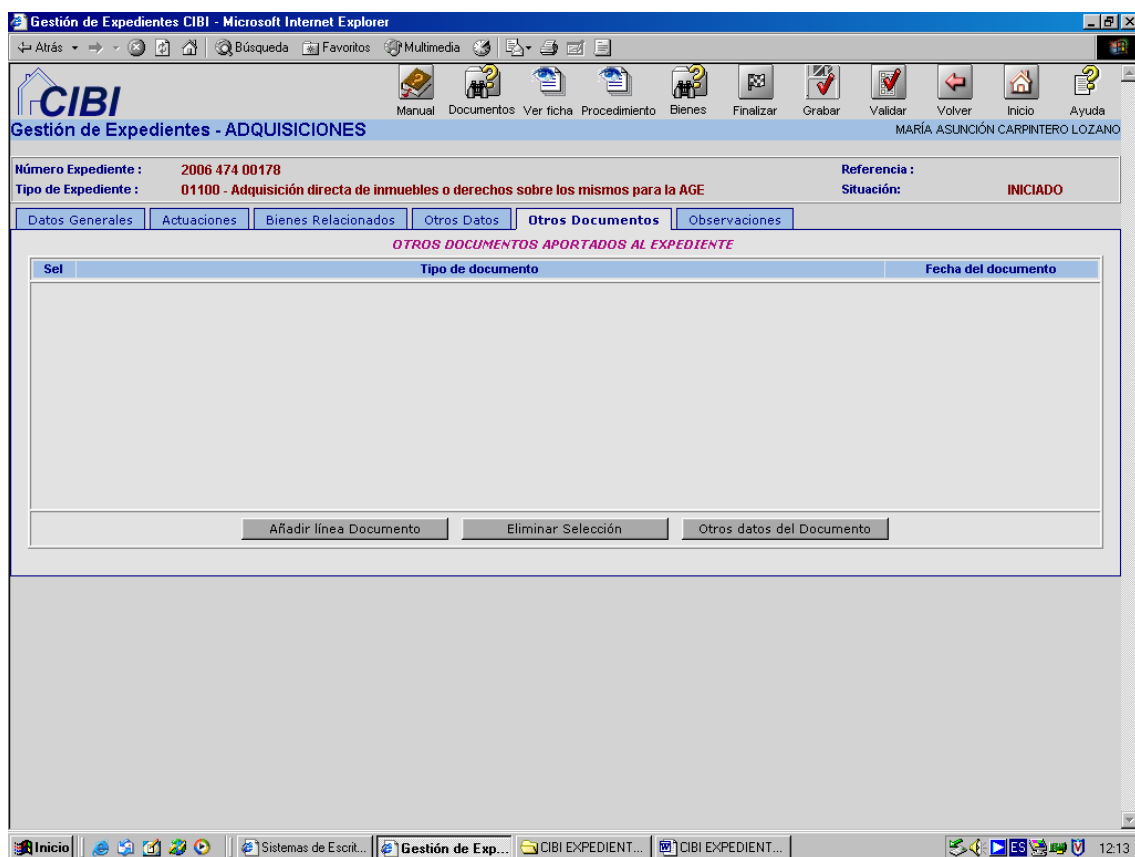 Gestión de Expedientes CIBI - Microsoft Internet Explorer
Atrás Búsqueda Favoritos Multimedia
CIBI
Manual Documentos Ver ficha Procedimiento Bienes Finalizar Grabar Validar Volver Inicio Ayuda
Gestión de Expedientes - ADQUISICIONES MARÍA ASUNCIÓN CARPINTERO LOZANO
Número Expediente : 2006 474 00178 Referencia :
Tipo de Expediente : 01100 - Adquisición directa de inmuebles o derechos sobre los mismos para la AGE Situación: INICIADO
Datos Generales Actuaciones Bienes Relacionados Otros Datos Otros Documentos Observaciones
OTROS DOCUMENTOS APORTADOS AL EXPEDIENTE
Sel Tipo de documento Fecha del documento
Añadir línea Documento Eliminar Selección Otros datos del Documento
Inicio Sistemas de Escrit... Gestión de Exp... CIBI EXPEDIENT... CIBI EXPEDIENT... ES 12:13